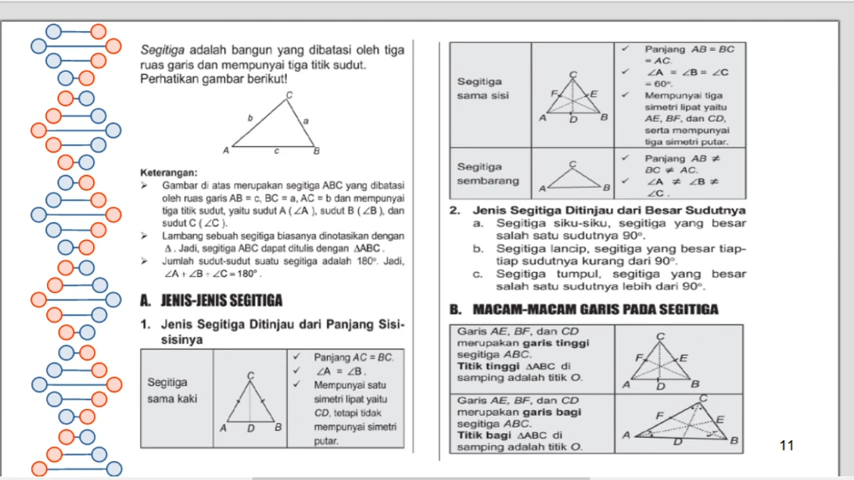 Segitiga adalah bangun yang dibatasi oleh tiga
ruas garis dan mempunyai tiga titik sudut.
Perhatikan gambar berikut!
C
b
a
A
c
B
Keterangan:
➢ Gambar di atas merupakan segitiga ABC yang dibatasi
oleh ruas garis AB = c, BC = a, AC = b dan mempunyai
tiga titik sudut, yaitu sudut A (∠A), sudut B (∠B), dan
sudut C (∠C).
➢ Lambang sebuah segitiga biasanya dinotasikan dengan
Δ. Jadi, segitiga ABC dapat ditulis dengan ΔABC.
➢ Jumlah sudut-sudut suatu segitiga adalah 180°. Jadi,
∠A + ∠B + ∠C = 180°.
A. JENIS-JENIS SEGITIGA
1. Jenis Segitiga Ditinjau dari Panjang Sisi-
sisinya
Segitiga
sama kaki
C
A D B
✓ Panjang AC = BC.
✓ ∠A = ∠B.
✓ Mempunyai satu
simetri lipat yaitu
CD, tetapi tidak
mempunyai simetri
putar.
Segitiga
sama sisi
C
F E
A D B
✓ Panjang AB = BC
= AC.
✓ ∠A = ∠B = ∠C
= 60°.
✓ Mempunyai tiga
simetri lipat yaitu
AE, BF, dan CD,
serta mempunyai
tiga simetri putar.
Segitiga
sembarang
C
A B
✓ Panjang AB ≠
BC ≠ AC.
✓ ∠A ≠ ∠B ≠
∠C.
2. Jenis Segitiga Ditinjau dari Besar Sudutnya
a. Segitiga siku-siku, segitiga yang besar
salah satu sudutnya 90°.
b. Segitiga lancip, segitiga yang besar tiap-
tiap sudutnya kurang dari 90°.
c. Segitiga tumpul, segitiga yang besar
salah satu sudutnya lebih dari 90°.
B. MACAM-MACAM GARIS PADA SEGITIGA
Garis AE, BF, dan CD
merupakan garis tinggi
segitiga ABC.
Titik tinggi ΔABC di
samping adalah titik O.
C
F E
A D B
Garis AE, BF, dan CD
merupakan garis bagi
segitiga ABC.
Titik bagi ΔABC di
samping adalah titik O.
C
F E
A D B
11